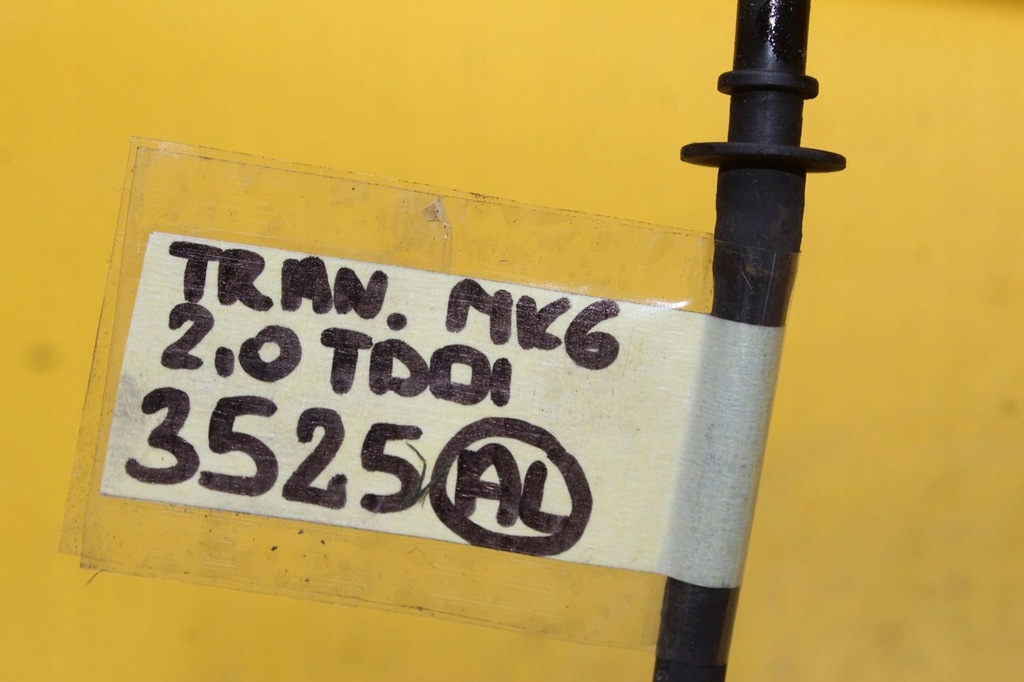 TRAN. MK6
2.0 TDDI
3525 AL